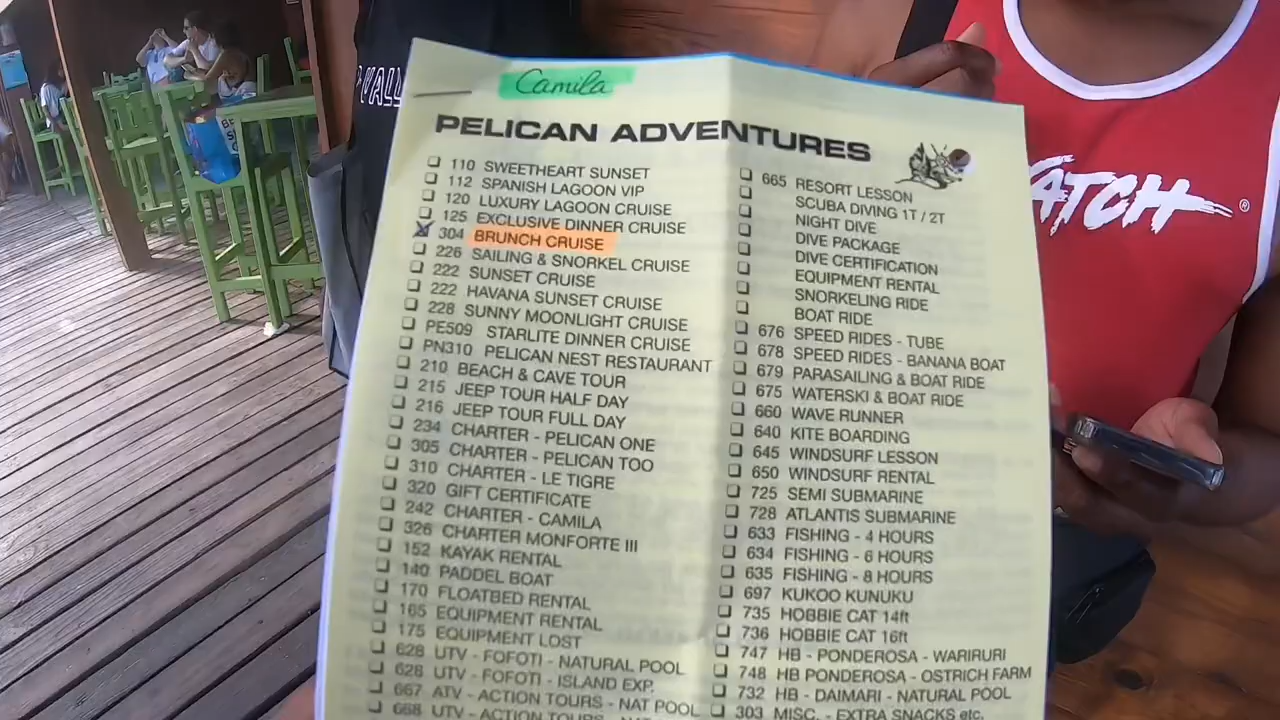 Camila
PELICAN ADVENTURES
110 SWEETHEART SUNSET
112 SPANISH LAGOON VIP
120 LUXURY LAGOON CRUISE
125 EXCLUSIVE DINNER CRUISE
304 BRUNCH CRUISE
226 SAILING & SNORKEL CRUISE
222 SUNSET CRUISE
222 HAVANA SUNSET CRUISE
228 SUNNY MOONLIGHT CRUISE
PE509 STARLITE DINNER CRUISE
PN310 PELICAN NEST RESTAURANT
210 BEACH & CAVE TOUR
215 JEEP TOUR HALF DAY
216 JEEP TOUR FULL DAY
234 CHARTER - PELICAN ONE
305 CHARTER - PELICAN TOO
310 CHARTER - LE TIGRE
320 GIFT CERTIFICATE
242 CHARTER - CAMILA
326 CHARTER MONFORTE III
152 KAYAK RENTAL
140 PADDEL BOAT
170 FLOATBED RENTAL
165 EQUIPMENT RENTAL
175 EQUIPMENT LOST
628 UTV - FOFOTI - NATURAL POOL
628 UTV - FOFOTI - ISLAND EXP.
667 ATV - ACTION TOURS - NAT POOL
668 UTV - ACTION TOURS
665 RESORT LESSON
SCUBA DIVING 1T / 2T
NIGHT DIVE
DIVE PACKAGE
DIVE CERTIFICATION
EQUIPMENT RENTAL
SNORKELING RIDE
BOAT RIDE
676 SPEED RIDES - TUBE
678 SPEED RIDES - BANANA BOAT
679 PARASAILING & BOAT RIDE
675 WATERSKI & BOAT RIDE
660 WAVE RUNNER
640 KITE BOARDING
645 WINDSURF LESSON
650 WINDSURF RENTAL
725 SEMI SUBMARINE
728 ATLANTIS SUBMARINE
633 FISHING - 4 HOURS
634 FISHING - 6 HOURS
635 FISHING - 8 HOURS
697 KUKOO KUNUKU
735 HOBBIE CAT 14ft
736 HOBBIE CAT 16ft
747 HB - PONDEROSA - WARIRURI
748 HB PONDEROSA - OSTRICH FARM
732 HB - DAIMARI - NATURAL POOL
303 MISC. - EXTRA SNACKS etc.
ATCH®